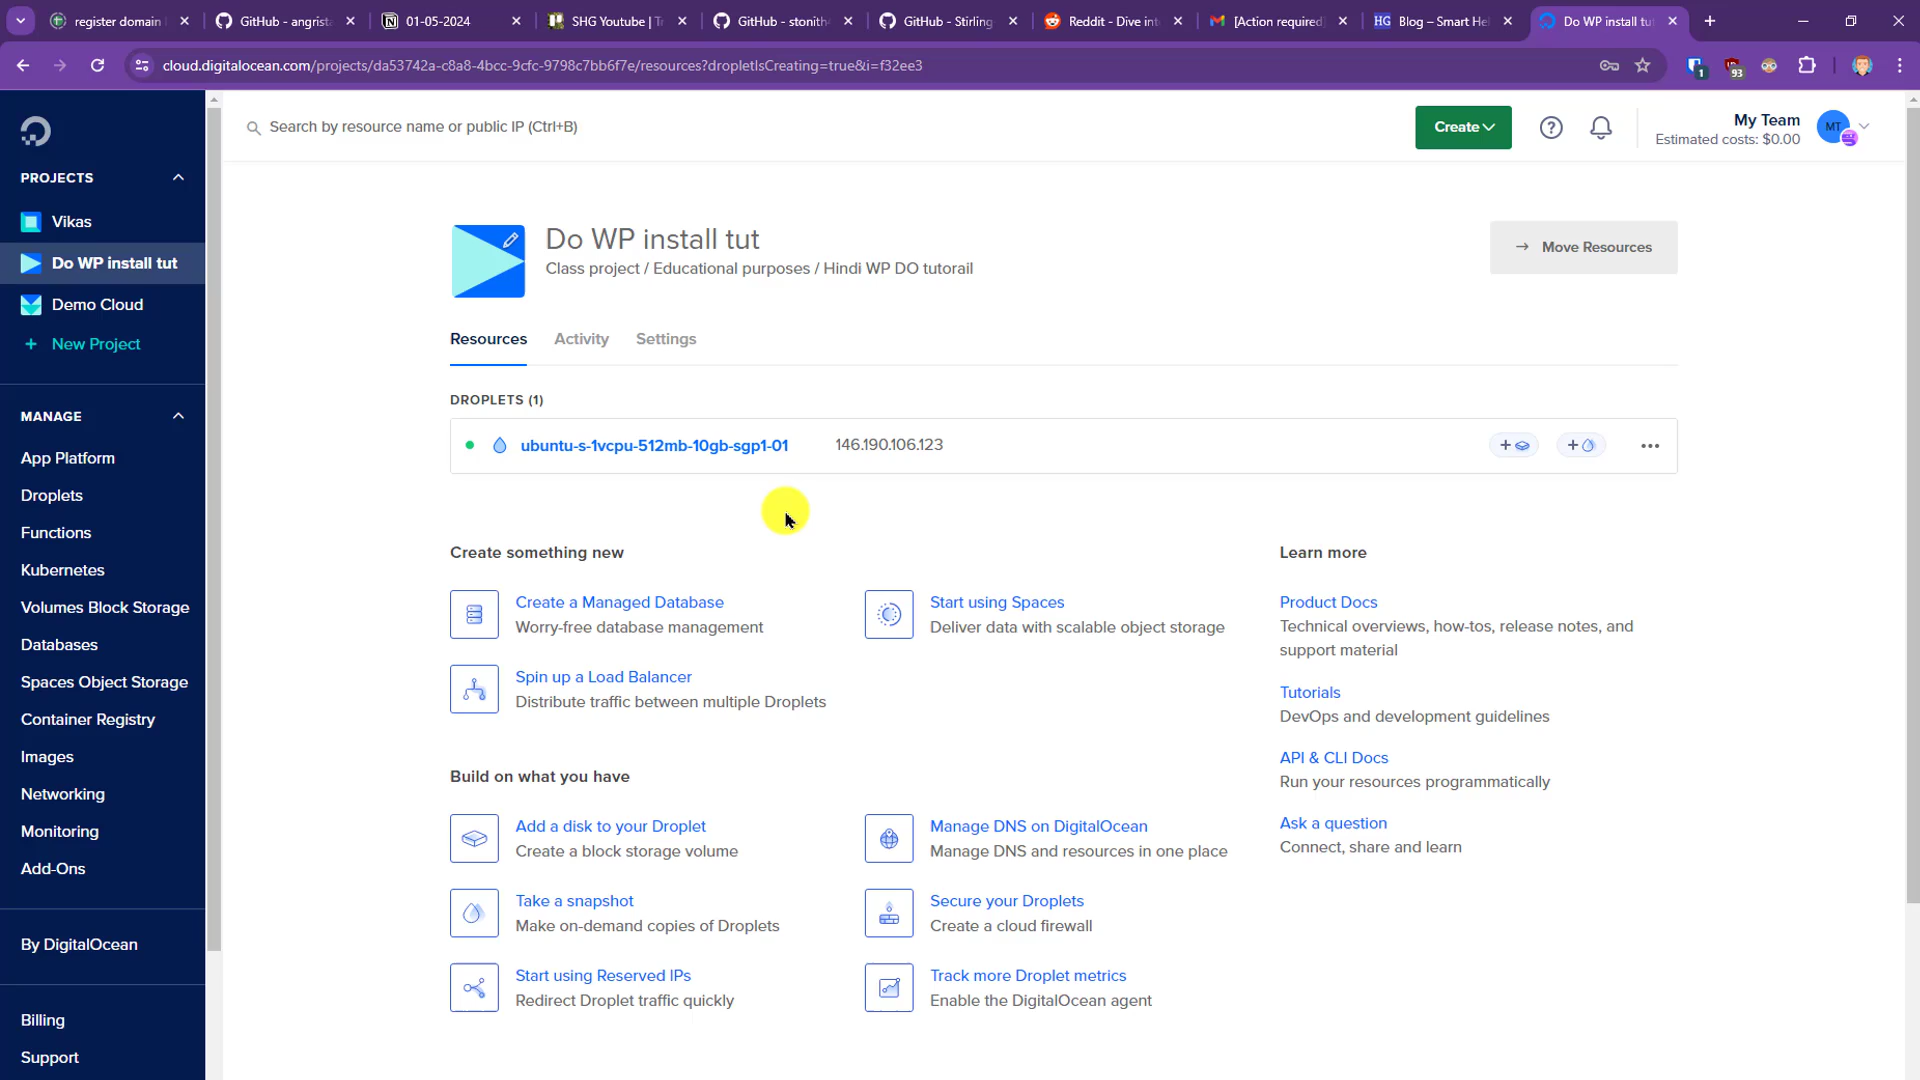 register domain
GitHub - angrista
01-05-2024
SHG Youtube | Tr
GitHub - stonith4
GitHub - Stirling
Reddit - Dive int
[Action required]
HG Blog – Smart Hel
Do WP install tut
cloud.digitalocean.com/projects/da53742a-c8a8-4bcc-9cfc-9798c7bb6f7e/resources?dropletIsCreating=true&i=f32ee3
1
93
Search by resource name or public IP (Ctrl+B)
Create
My Team
Estimated costs: $0.00
MT
PROJECTS
Vikas
Do WP install tut
Demo Cloud
+ New Project
MANAGE
App Platform
Droplets
Functions
Kubernetes
Volumes Block Storage
Databases
Spaces Object Storage
Container Registry
Images
Networking
Monitoring
Add-Ons
By DigitalOcean
Billing
Support
Do WP install tut
Class project / Educational purposes / Hindi WP DO tutorail
→ Move Resources
Resources Activity Settings
DROPLETS (1)
ubuntu-s-1vcpu-512mb-10gb-sgp1-01 146.190.106.123
Create something new
Create a Managed Database
Worry-free database management
Start using Spaces
Deliver data with scalable object storage
Spin up a Load Balancer
Distribute traffic between multiple Droplets
Build on what you have
Add a disk to your Droplet
Create a block storage volume
Manage DNS on DigitalOcean
Manage DNS and resources in one place
Take a snapshot
Make on-demand copies of Droplets
Secure your Droplets
Create a cloud firewall
Start using Reserved IPs
Redirect Droplet traffic quickly
Track more Droplet metrics
Enable the DigitalOcean agent
Learn more
Product Docs
Technical overviews, how-tos, release notes, and
support material
Tutorials
DevOps and development guidelines
API & CLI Docs
Run your resources programmatically
Ask a question
Connect, share and learn